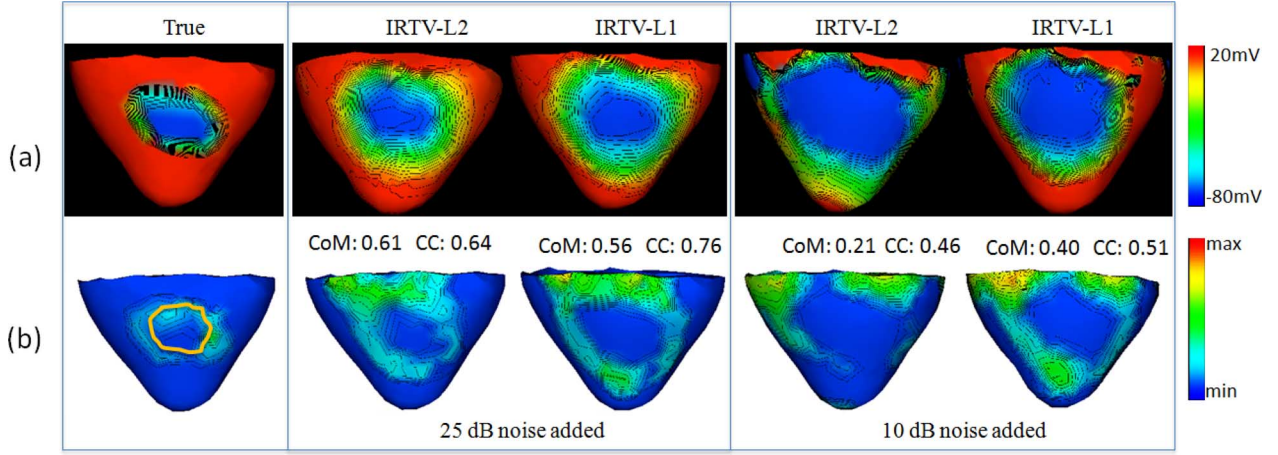 True
IRTV-L2
IRTV-L1
IRTV-L2
IRTV-L1
(a)
20mV
-80mV
CoM: 0.61 CC: 0.64
CoM: 0.56 CC: 0.76
CoM: 0.21 CC: 0.46
CoM: 0.40 CC: 0.51
(b)
max
min
25 dB noise added
10 dB noise added